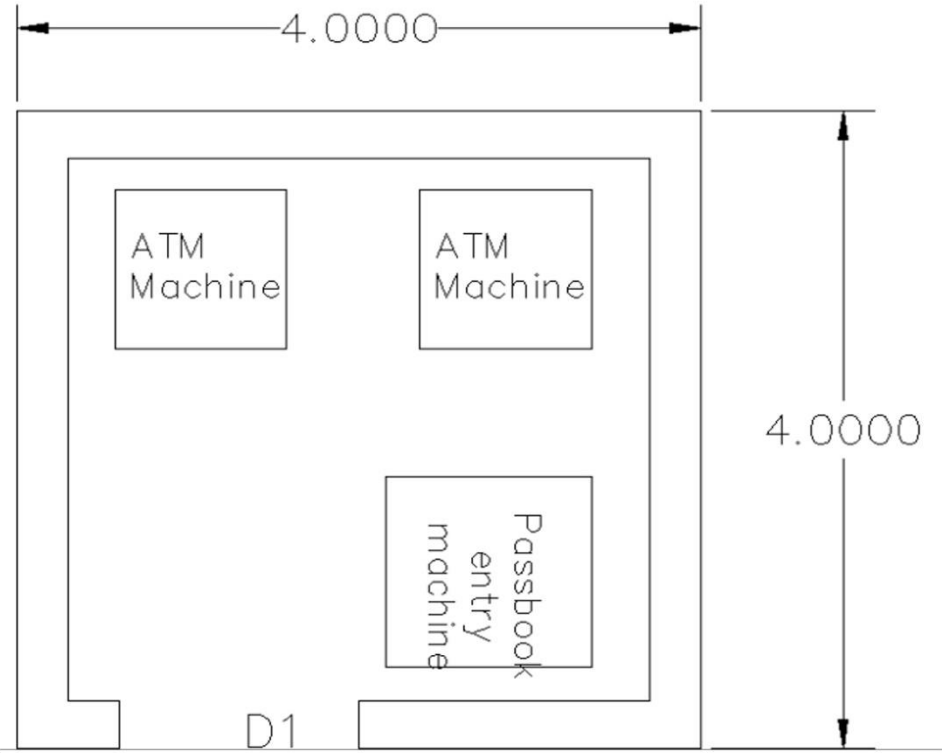 4.0000
ATM
Machine
ATM
Machine
4.0000
Passbook
entry
machine
D1